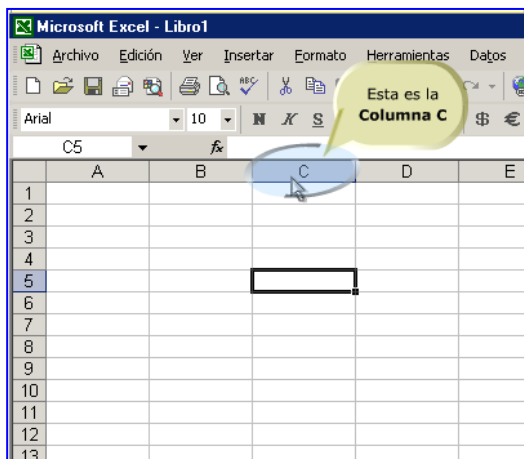 Microsoft Excel - Libro1
Archivo Edición Ver Insertar Formato Herramientas Datos
ABC
Esta es la
Columna C
Arial 10 N K S $ €
C5 fx
A B C D E
1
2
3
4
5
6
7
8
9
10
11
12
13